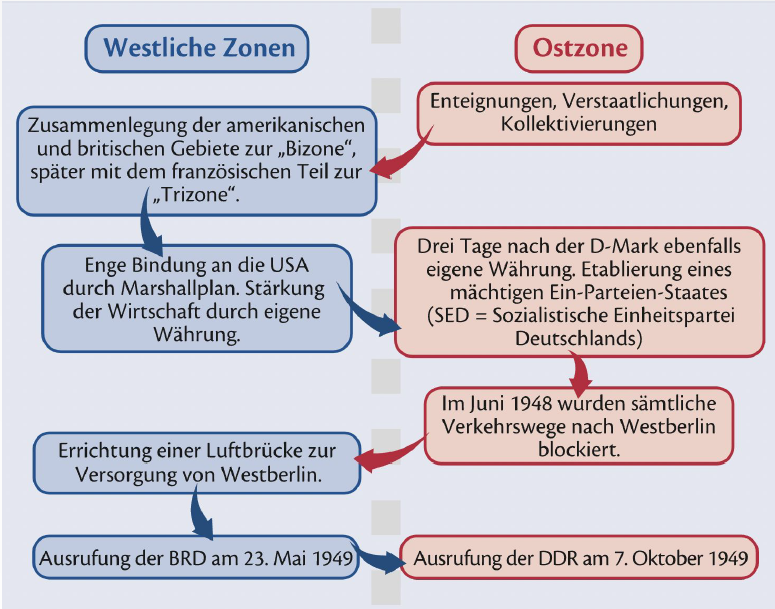 Westliche Zonen
Ostzone
Enteignungen, Verstaatlichungen,
Kollektivierungen
Zusammenlegung der amerikanischen
und britischen Gebiete zur „Bizone“,
später mit dem französischen Teil zur
„Trizone“.
Enge Bindung an die USA
durch Marshallplan. Stärkung
der Wirtschaft durch eigene
Währung.
Drei Tage nach der D-Mark ebenfalls
eigene Währung. Etablierung eines
mächtigen Ein-Parteien-Staates
(SED = Sozialistische Einheitspartei
Deutschlands)
Im Juni 1948 wurden sämtliche
Verkehrswege nach Westberlin
blockiert.
Errichtung einer Luftbrücke zur
Versorgung von Westberlin.
Ausrufung der BRD am 23. Mai 1949
Ausrufung der DDR am 7. Oktober 1949